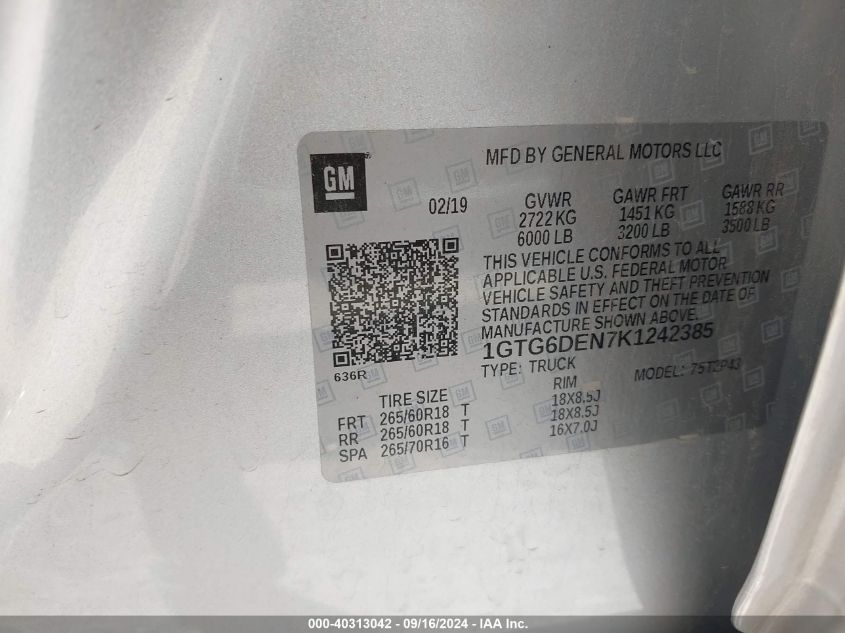 GM
MFD BY GENERAL MOTORS LLC
02/19
GVWR GAWR FRT GAWR RR
2722 KG 1451 KG 1588 KG
6000 LB 3200 LB 3500 LB
THIS VEHICLE CONFORMS TO ALL
APPLICABLE U.S. FEDERAL MOTOR
VEHICLE SAFETY AND THEFT PREVENTION
STANDARDS IN EFFECT ON THE DATE OF
MANUFACTURE SHOWN ABOVE.
1GTG6DEN7K1242385
636R
TYPE: TRUCK MODEL: 75T2P43
TIRE SIZE RIM
FRT 265/60R18 T 18X8.5J
RR 265/60R18 T 18X8.5J
SPA 265/70R16 T 16X7.0J
000-40313042 - 09/16/2024 - IAA Inc.